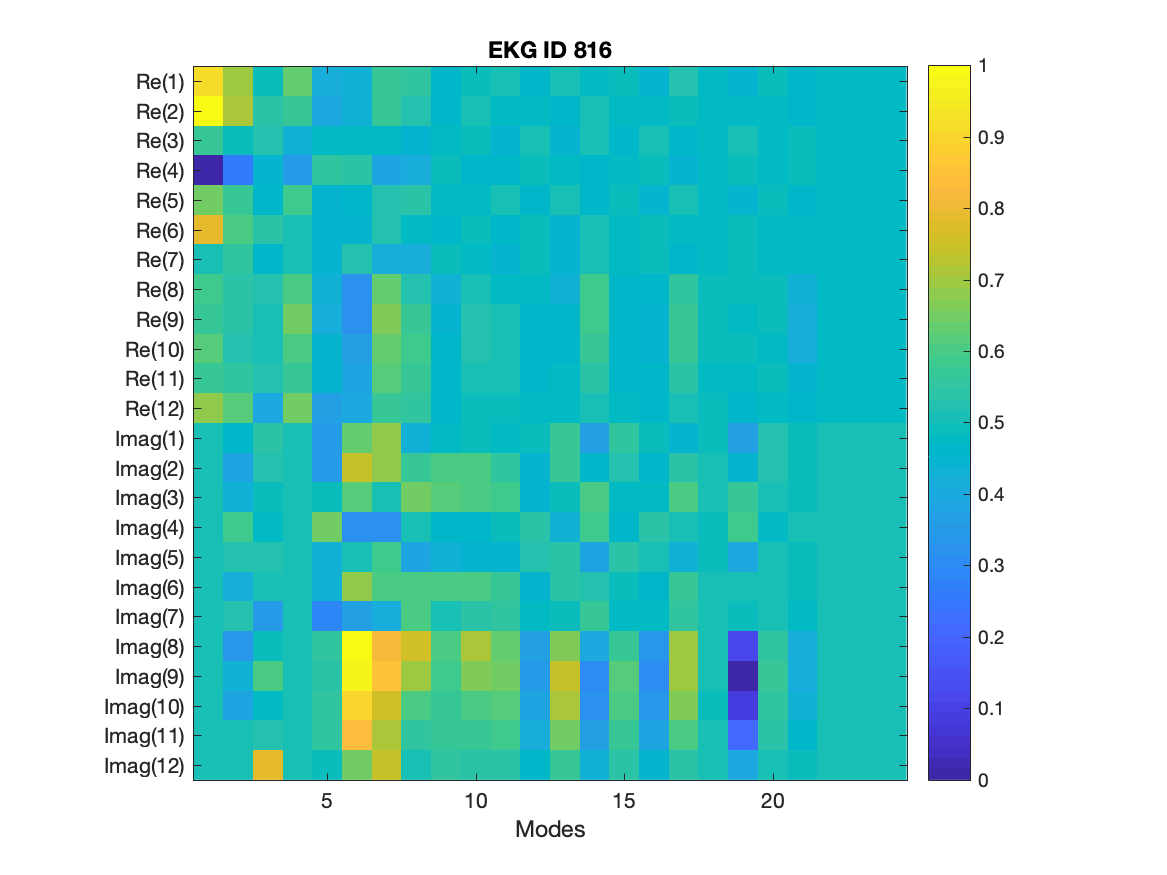 EKG ID 816
Re(1)
Re(2)
Re(3)
Re(4)
Re(5)
Re(6)
Re(7)
Re(8)
Re(9)
Re(10)
Re(11)
Re(12)
Imag(1)
Imag(2)
Imag(3)
Imag(4)
Imag(5)
Imag(6)
Imag(7)
Imag(8)
Imag(9)
Imag(10)
Imag(11)
Imag(12)
5 10 15 20
Modes
1
0.9
0.8
0.7
0.6
0.5
0.4
0.3
0.2
0.1
0